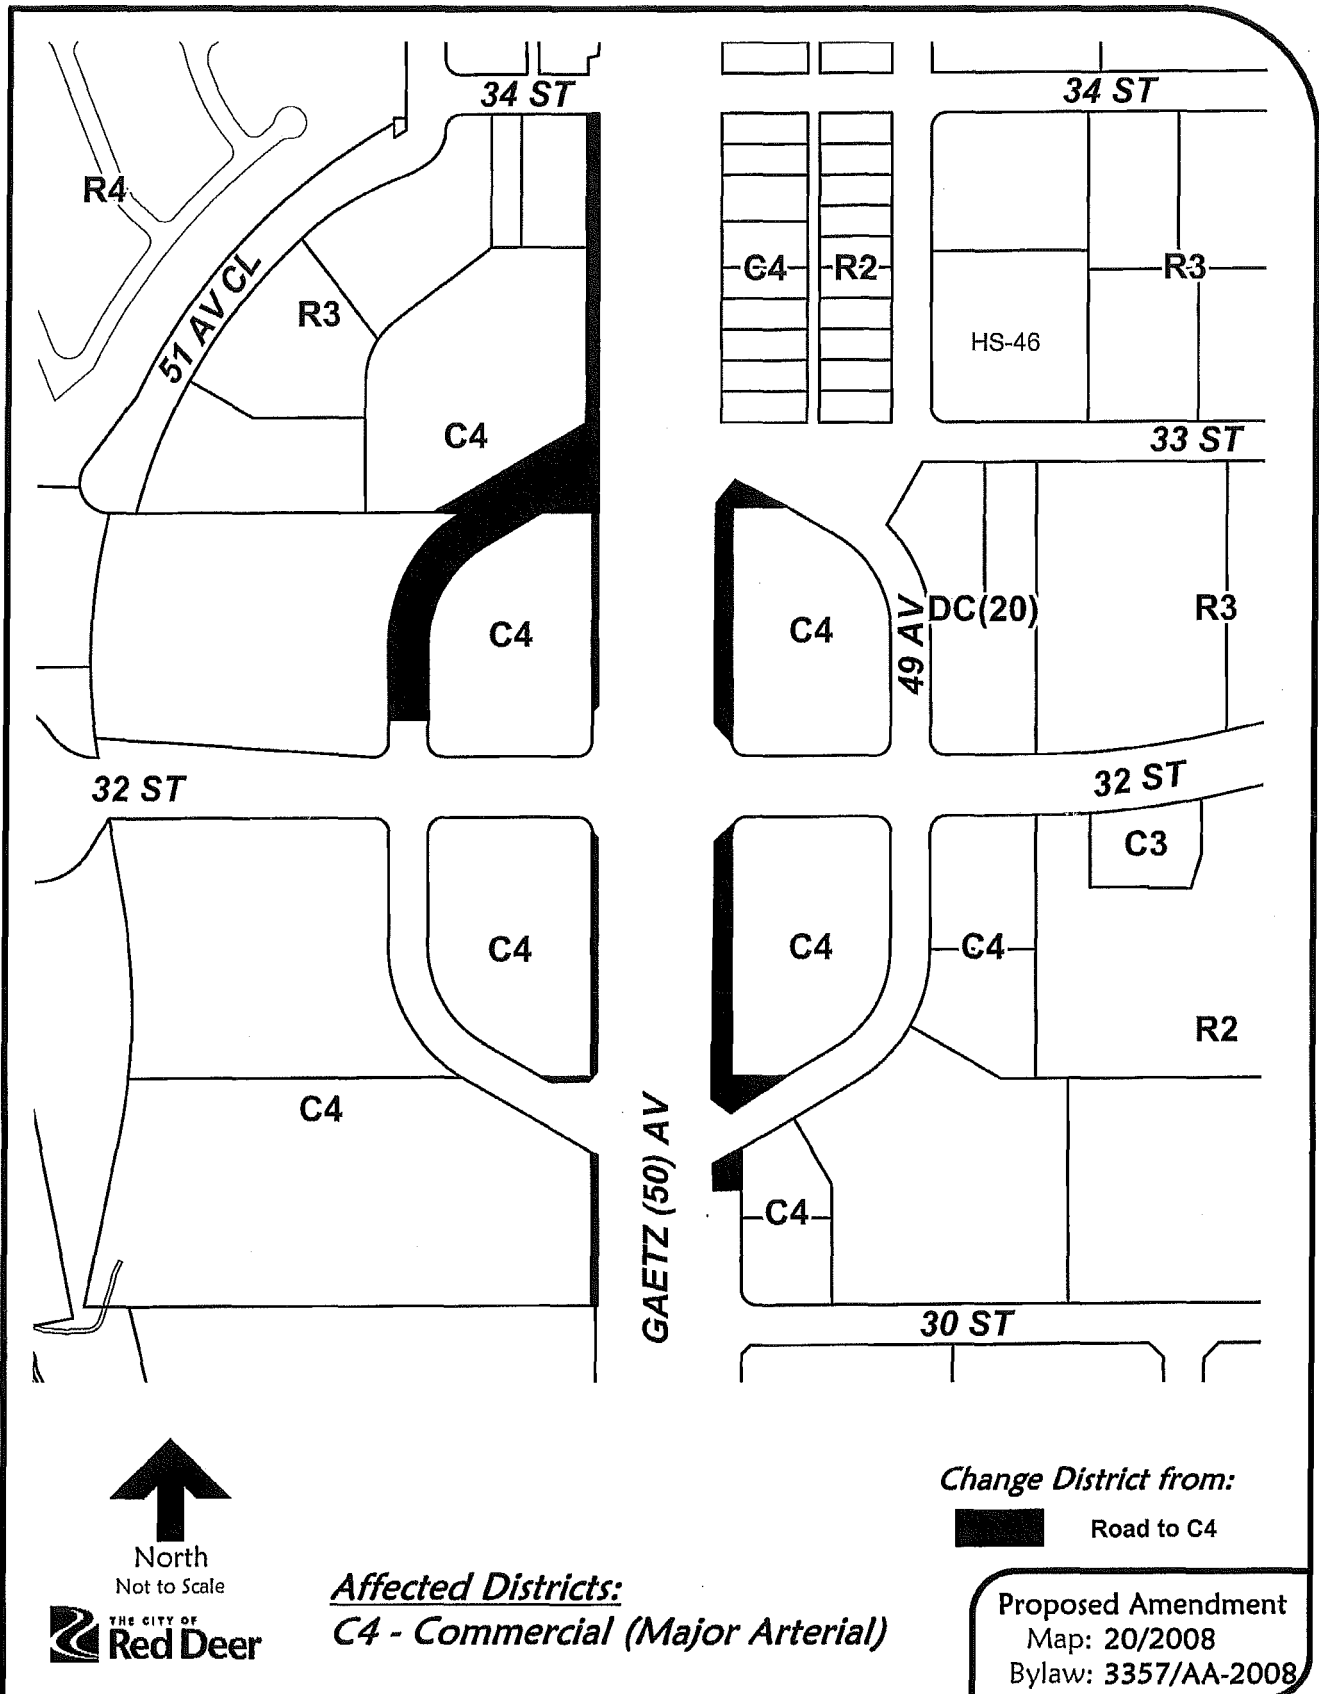 34 ST
34 ST
R4
C4
R2
R3
51 AV CL
R3
HS-46
C4
33 ST
C4
C4
49 AV
DC(20)
R3
32 ST
32 ST
C3
C4
C4
C4
R2
C4
GAETZ (50) AV
C4
30 ST
North
Not to Scale
THE CITY OF
Red Deer
Affected Districts:
C4 - Commercial (Major Arterial)
Change District from:
Road to C4
Proposed Amendment
Map: 20/2008
Bylaw: 3357/AA-2008